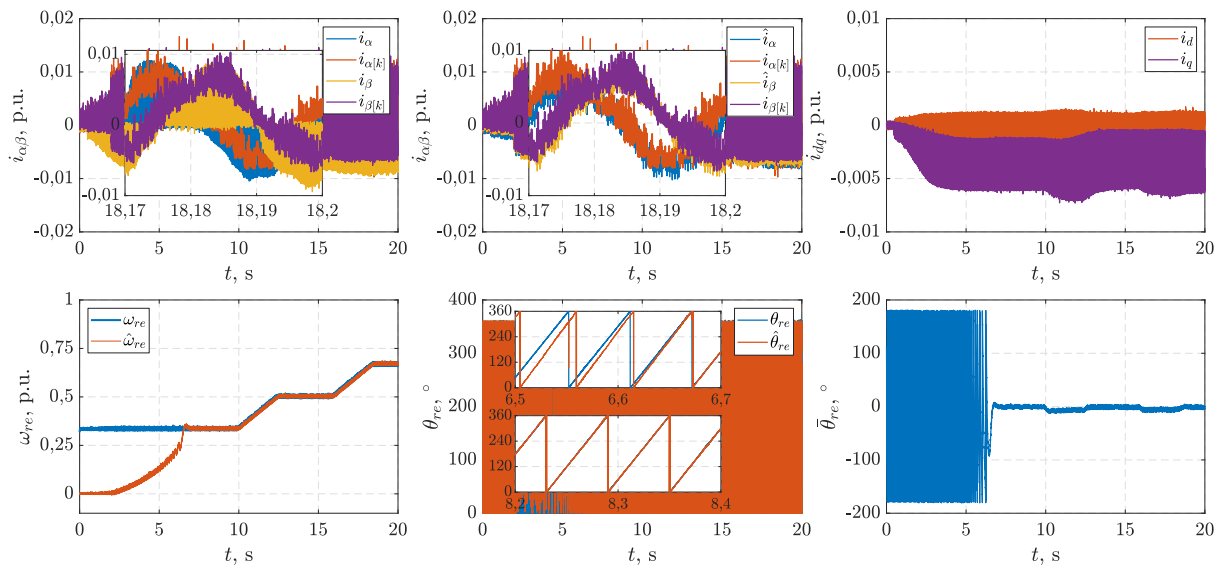 0,02
0,01
0
-0,01
-0,02
i_{αβ}, p.u.
0,01
0
-0,01
18,17 18,18 18,19 18,2
i_α
i_{α[k]}
i_β
i_{β[k]}
0 5 10 15 20
t, s
0,02
0,01
0
-0,01
-0,02
i_{αβ}, p.u.
0,01
0
-0,01
18,17 18,18 18,19 18,2
î_α
i_{α[k]}
î_β
i_{β[k]}
0 5 10 15 20
t, s
0,01
0,005
0
-0,005
-0,01
i_{dq}, p.u.
i_d
i_q
0 5 10 15 20
t, s
1
0,75
0,5
0,25
0
ω_{re}, p.u.
ω_{re}
ω̂_{re}
0 5 10 15 20
t, s
400
300
200
100
0
θ_{re}, °
360
240
120
0
6,5 6,6 6,7
360
240
120
0
8,2 8,3 8,4
θ_{re}
θ̂_{re}
0 5 10 15 20
t, s
200
100
0
-100
-200
θ̄_{re}, °
0 5 10 15 20
t, s